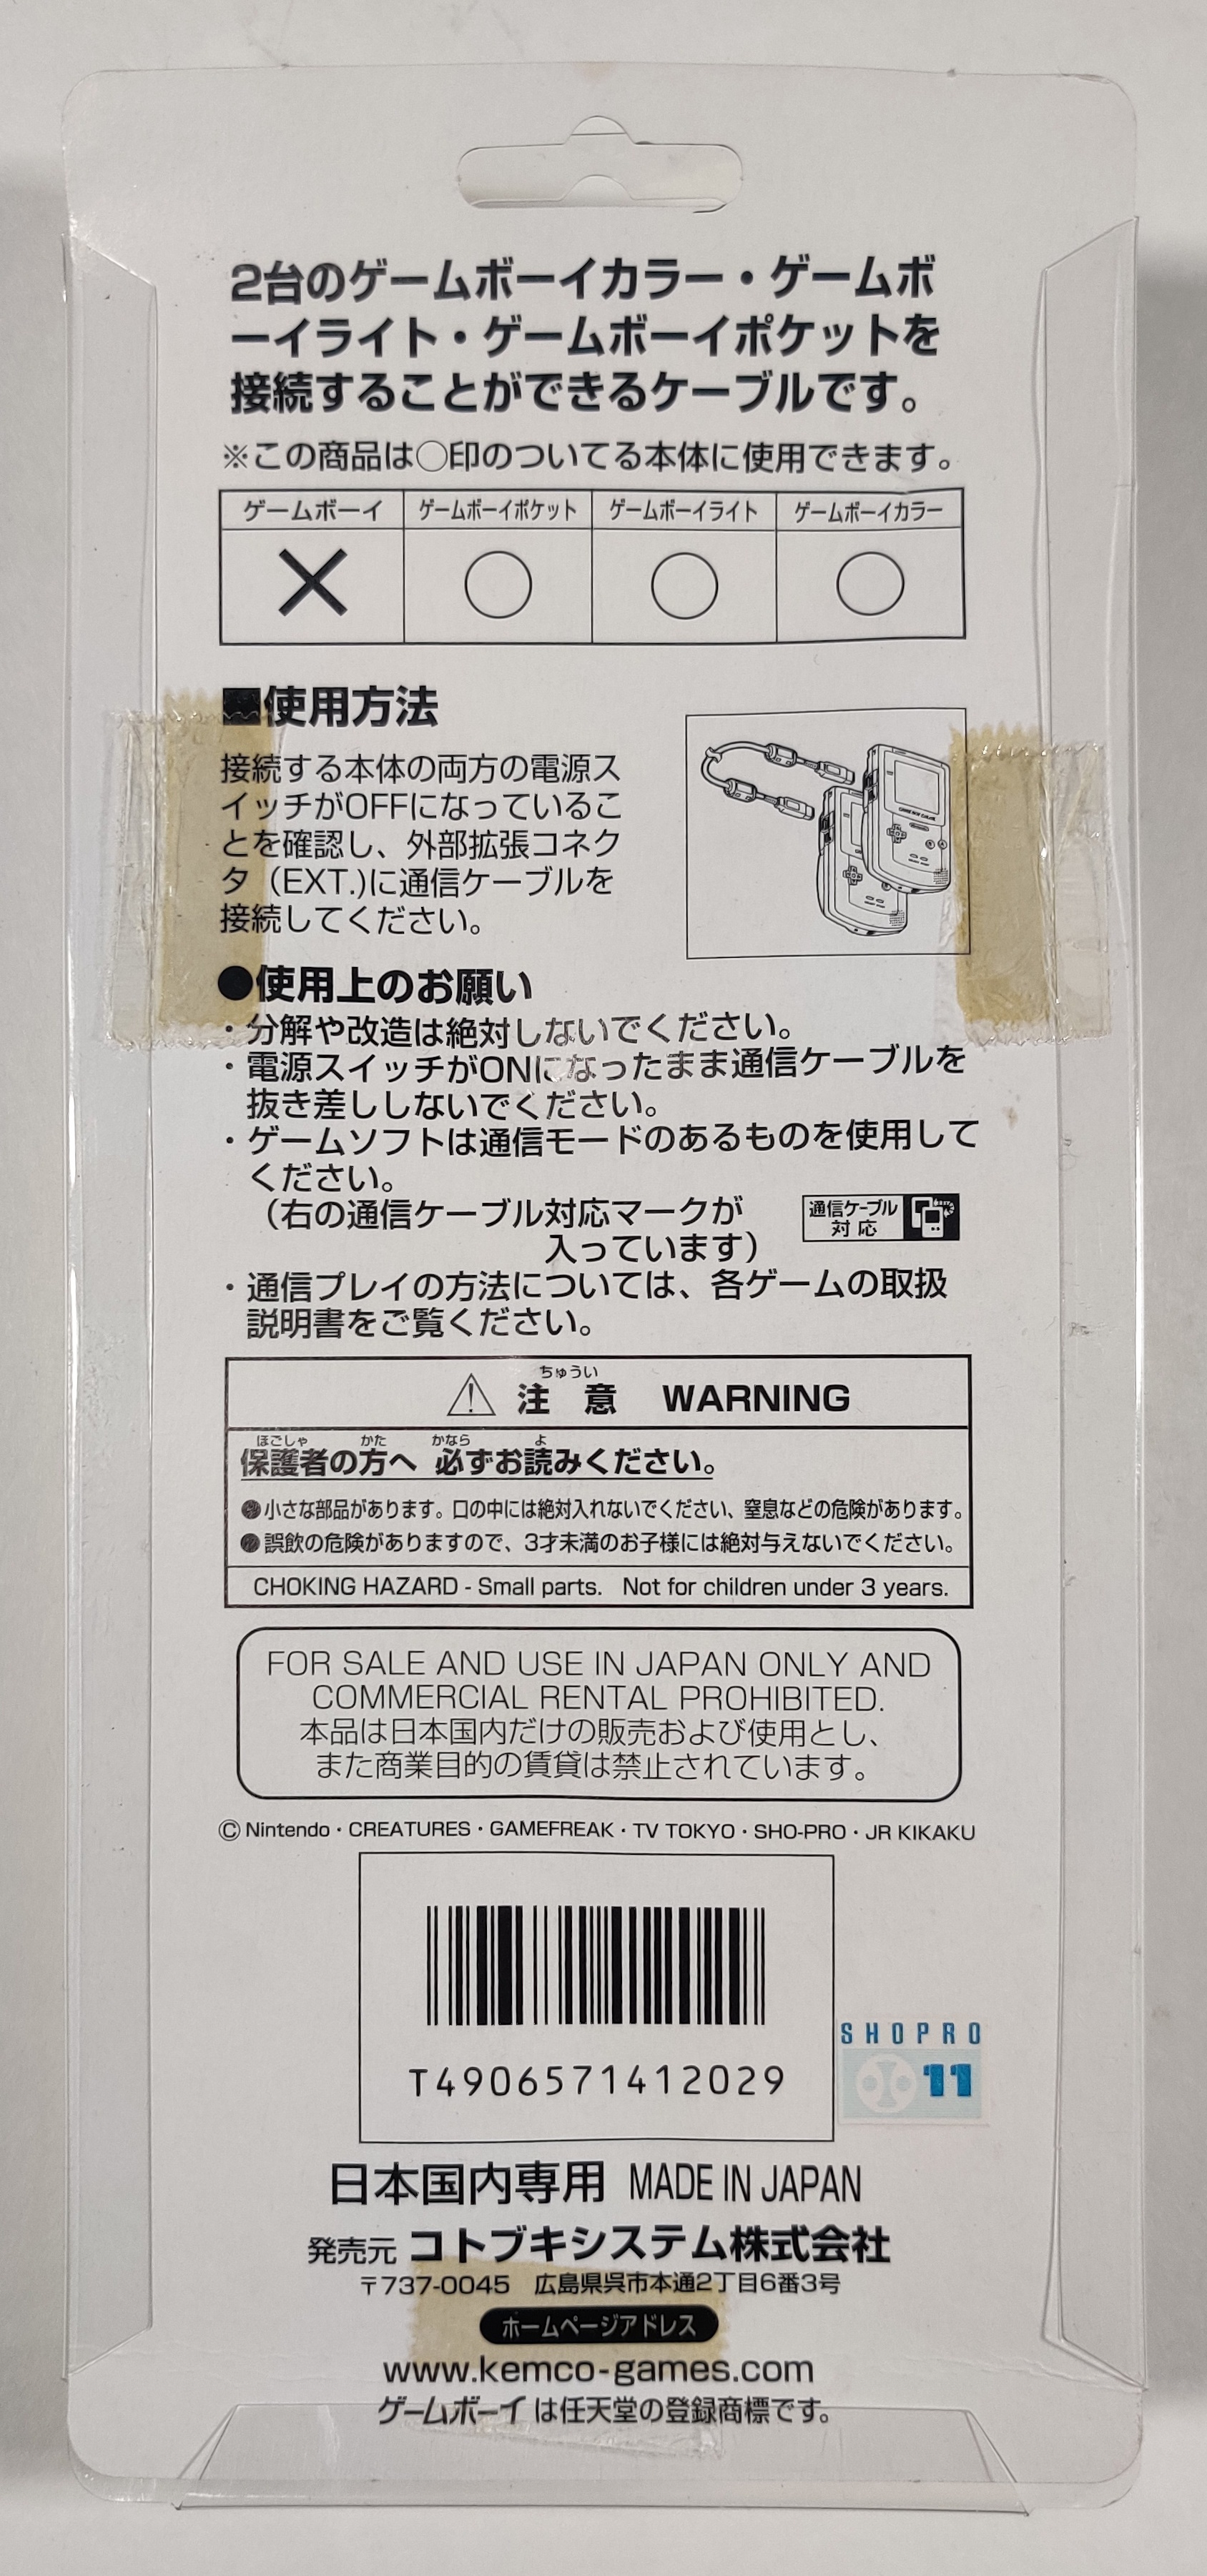 2台のゲームボーイカラー・ゲームボ
ーイライト・ゲームボーイポケットを
接続することができるケーブルです。
※この商品は○印のついてる本体に使用できます。
ゲームボーイ ゲームボーイポケット ゲームボーイライト ゲームボーイカラー
× ○ ○ ○
■使用方法
接続する本体の両方の電源ス
イッチがOFFになっているこ
とを確認し、外部拡張コネク
タ（EXT.)に通信ケーブルを
接続してください。
●使用上のお願い
・分解や改造は絶対しないでください。
・電源スイッチがONになったまま通信ケーブルを
抜き差ししないでください。
・ゲームソフトは通信モードのあるものを使用して
ください。
（右の通信ケーブル対応マークが
入っています）
通信ケーブル
対応
・通信プレイの方法については、各ゲームの取扱
説明書をご覧ください。
ちゅうい
⚠ 注 意 WARNING
ほごしゃ かた かなら よ
保護者の方へ 必ずお読みください。
●小さな部品があります。口の中には絶対入れないでください、窒息などの危険があります。
●誤飲の危険がありますので、3才未満のお子様には絶対与えないでください。
CHOKING HAZARD - Small parts. Not for children under 3 years.
FOR SALE AND USE IN JAPAN ONLY AND
COMMERCIAL RENTAL PROHIBITED.
本品は日本国内だけの販売および使用とし、
また商業目的の賃貸は禁止されています。
© Nintendo・CREATURES・GAMEFREAK・TV TOKYO・SHO-PRO・JR KIKAKU
T4906571412029
SHOPRO
11
日本国内専用 MADE IN JAPAN
発売元 コトブキシステム株式会社
〒737-0045 広島県呉市本通2丁目6番3号
ホームページアドレス
www.kemco-games.com
ゲームボーイ は任天堂の登録商標です。